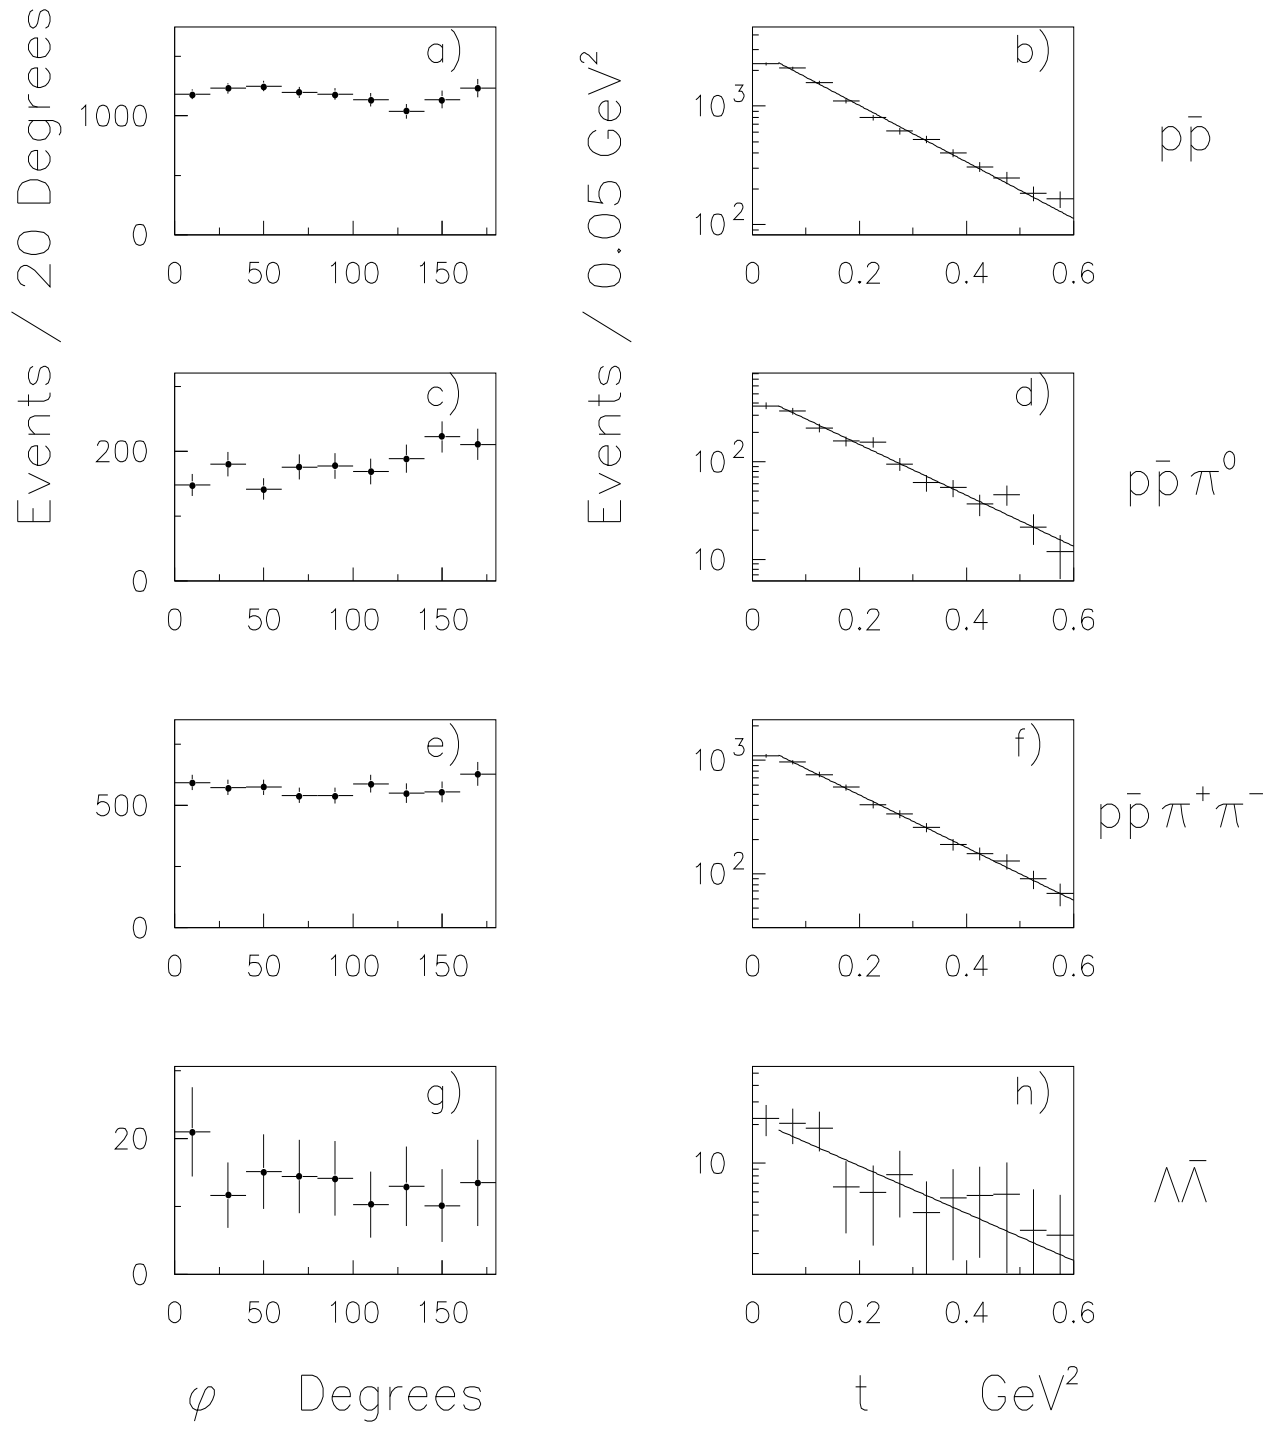 Events / 20 Degrees
Events / 0.05 GeV²
a)
1000
0
0 50 100 150
b)
10³
10²
0 0.2 0.4 0.6
pp̄
c)
200
0
0 50 100 150
d)
10²
10
0 0.2 0.4 0.6
pp̄π⁰
e)
500
0
0 50 100 150
f)
10³
10²
0 0.2 0.4 0.6
pp̄π⁺π⁻
g)
20
0
0 50 100 150
h)
10
0 0.2 0.4 0.6
ΛΛ̄
φ Degrees
t GeV²